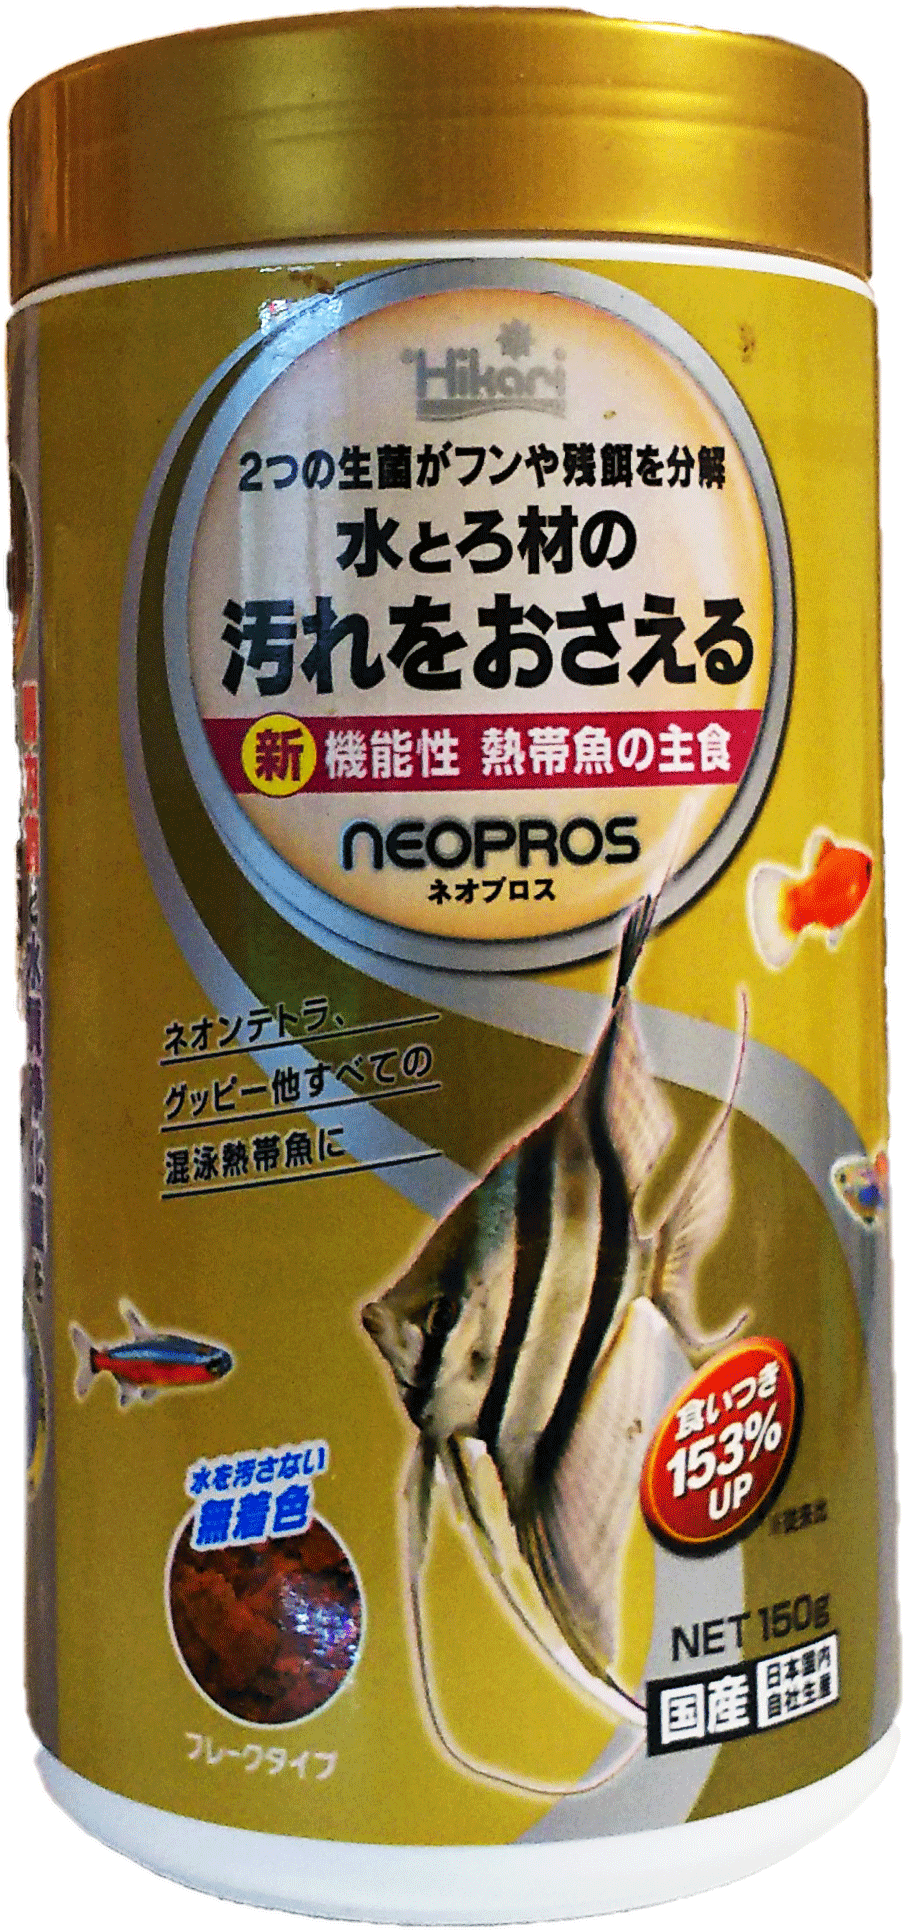 Hikari
2つの生菌がフンや残餌を分解
水とろ材の
汚れをおさえる
新 機能性 熱帯魚の主食
NEOPROS
ネオプロス
ネオンテトラ、
グッピー他すべての
混泳熱帯魚に
食いつき
153%
UP
水を汚さない
無着色
フレークタイプ
NET 150g
国産 日本国内
自社生産